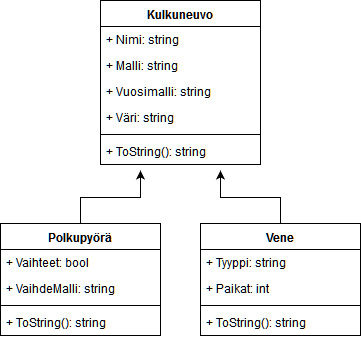 Kulkuneuvo
+ Nimi: string
+ Malli: string
+ Vuosimalli: string
+ Väri: string
+ ToString(): string
Polkupyörä
+ Vaihteet: bool
+ VaihdeMalli: string
+ ToString(): string
Vene
+ Tyyppi: string
+ Paikat: int
+ ToString(): string